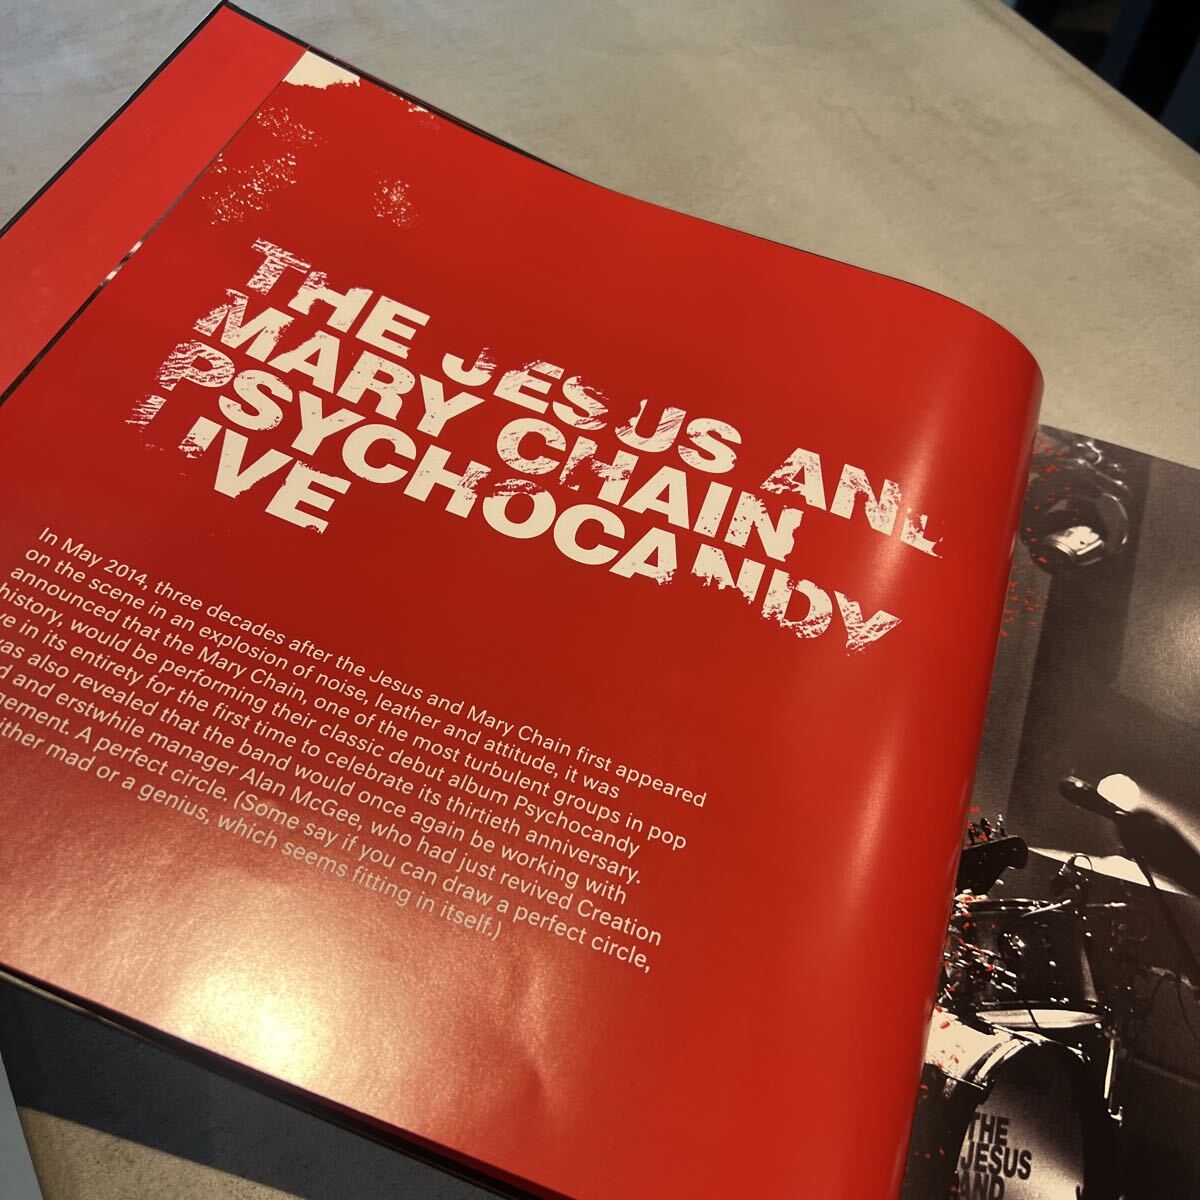 THE JESUS AND
MARY CHAIN
PSYCHOCANDY
LIVE
In May 2014, three decades after the Jesus and Mary Chain first appeared
on the scene in an explosion of noise, leather and attitude, it was
announced that the Mary Chain, one of the most turbulent groups in pop
history, would be performing their classic debut album Psychocandy
in its entirety for the first time to celebrate its thirtieth anniversary.
also revealed that the band would once again be working with
and erstwhile manager Alan McGee, who had just revived Creation
A perfect circle. (Some say if you can draw a perfect circle,
mad or a genius, which seems fitting in itself.)
THE
JESUS
AND